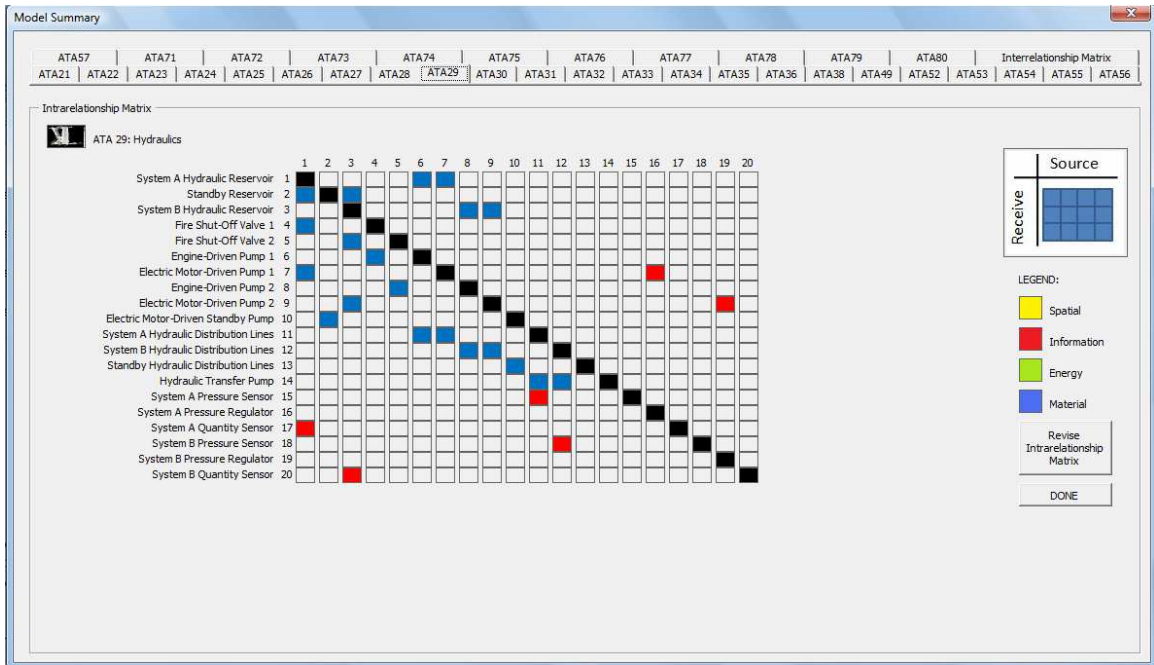 Model Summary
ATA57 ATA71 ATA72 ATA73 ATA74 ATA75 ATA76 ATA77 ATA78 ATA79 ATA80 Interrelationship Matrix
ATA21 ATA22 ATA23 ATA24 ATA25 ATA26 ATA27 ATA28 ATA29 ATA30 ATA31 ATA32 ATA33 ATA34 ATA35 ATA36 ATA38 ATA49 ATA52 ATA53 ATA54 ATA55 ATA56
Intrarelationship Matrix
ATA 29: Hydraulics
1 2 3 4 5 6 7 8 9 10 11 12 13 14 15 16 17 18 19 20
System A Hydraulic Reservoir 1
Standby Reservoir 2
System B Hydraulic Reservoir 3
Fire Shut-Off Valve 1 4
Fire Shut-Off Valve 2 5
Engine-Driven Pump 1 6
Electric Motor-Driven Pump 1 7
Engine-Driven Pump 2 8
Electric Motor-Driven Pump 2 9
Electric Motor-Driven Standby Pump 10
System A Hydraulic Distribution Lines 11
System B Hydraulic Distribution Lines 12
Standby Hydraulic Distribution Lines 13
Hydraulic Transfer Pump 14
System A Pressure Sensor 15
System A Pressure Regulator 16
System A Quantity Sensor 17
System B Pressure Sensor 18
System B Pressure Regulator 19
System B Quantity Sensor 20
Source
Receive
LEGEND:
Spatial
Information
Energy
Material
Revise
Intrarelationship
Matrix
DONE